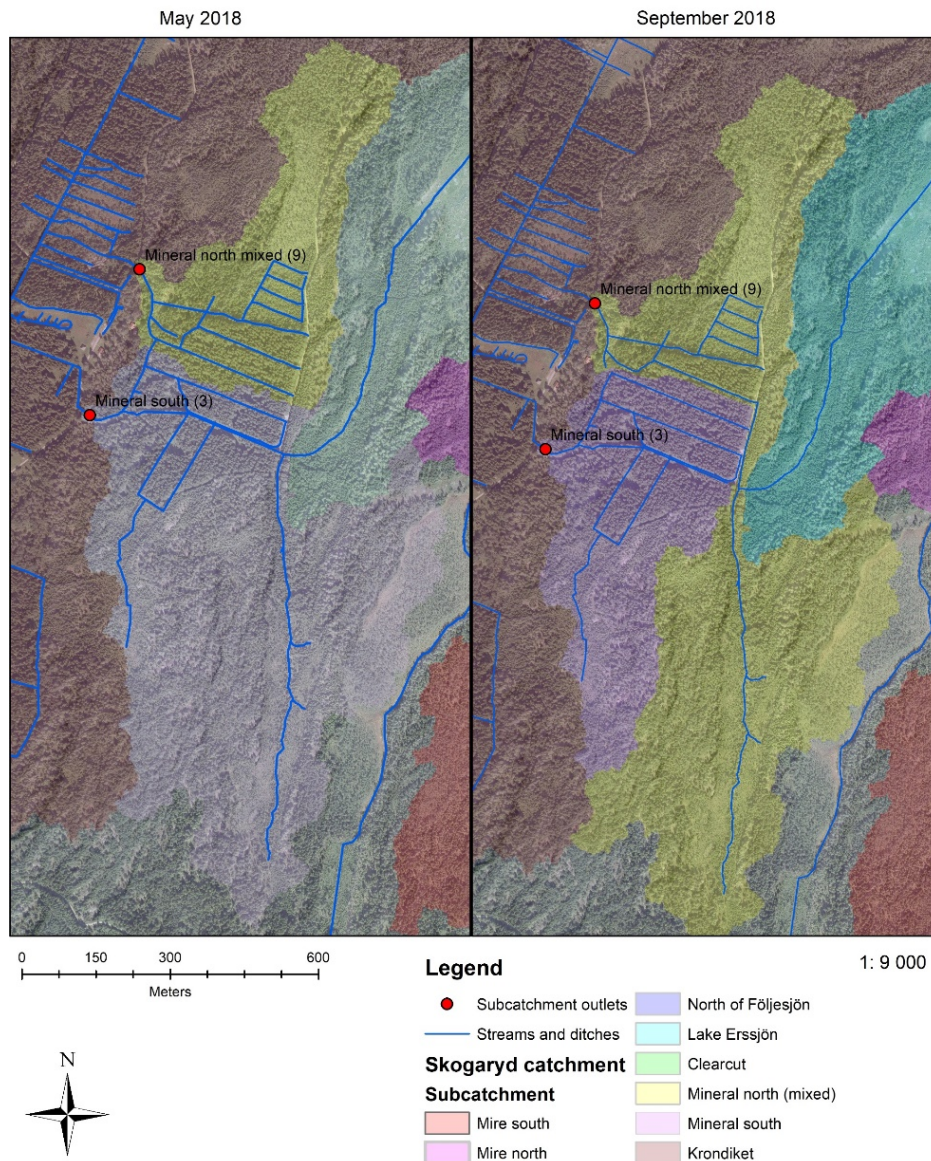 May 2018
September 2018
Mineral north mixed (9)
Mineral south (3)
Mineral north mixed (9)
Mineral south (3)
0 150 300 600
Meters
1: 9 000
N
Legend
Subcatchment outlets
Streams and ditches
Skogaryd catchment
Subcatchment
Mire south
Mire north
North of Följesjön
Lake Erssjön
Clearcut
Mineral north (mixed)
Mineral south
Krondiket